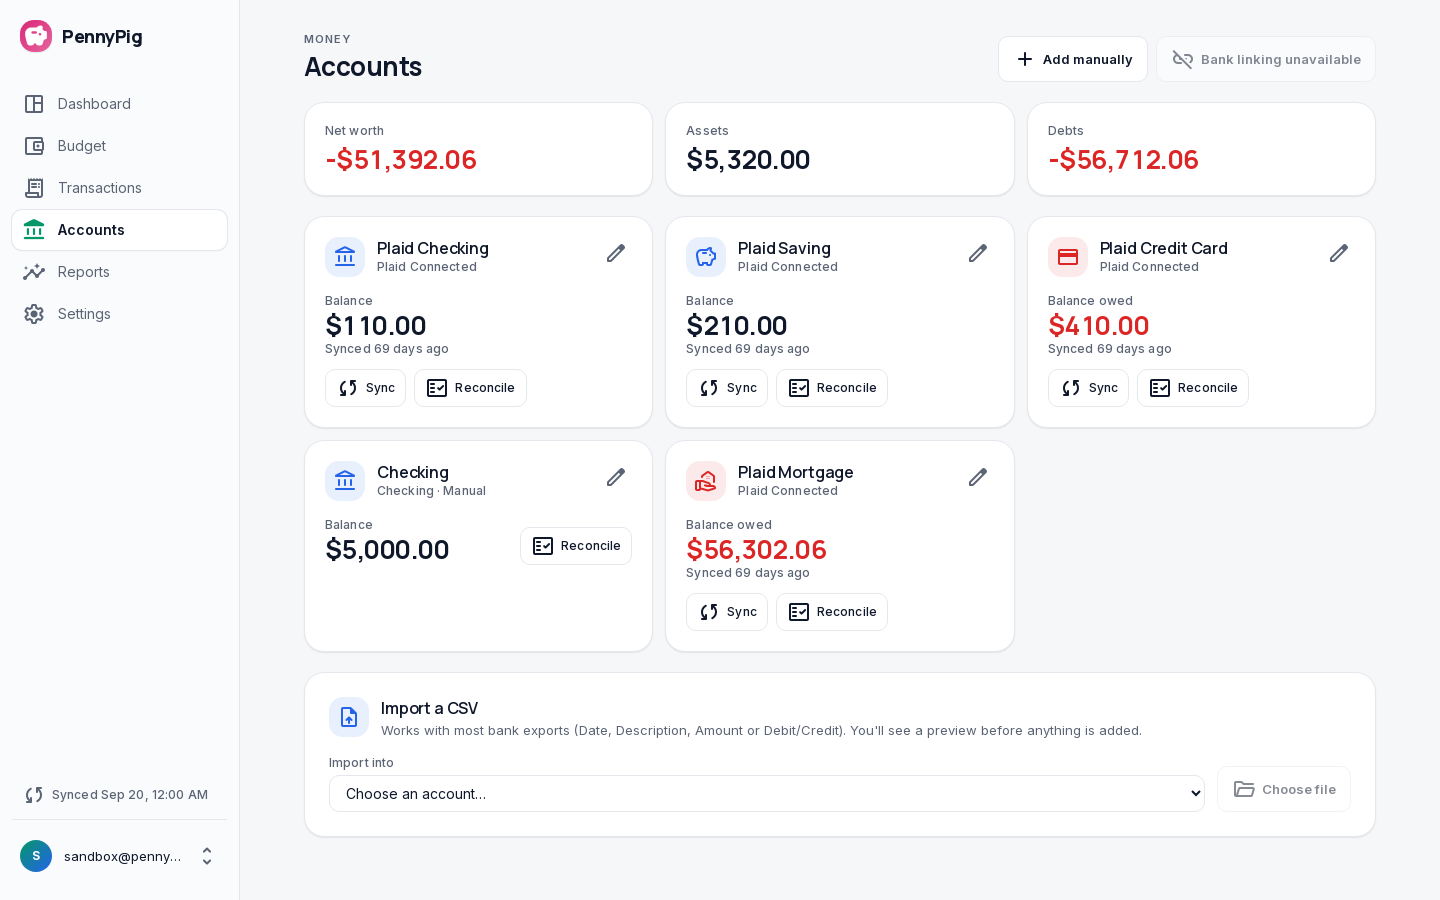 PennyPig
Dashboard
Budget
Transactions
Accounts
Reports
Settings
Synced Sep 20, 12:00 AM
S
sandbox@penny…
MONEY
Accounts
Add manually
Bank linking unavailable
Net worth
-$51,392.06
Assets
$5,320.00
Debts
-$56,712.06
Plaid Checking
Plaid Connected
Balance
$110.00
Synced 69 days ago
Sync
Reconcile
Plaid Saving
Plaid Connected
Balance
$210.00
Synced 69 days ago
Sync
Reconcile
Plaid Credit Card
Plaid Connected
Balance owed
$410.00
Synced 69 days ago
Sync
Reconcile
Checking
Checking · Manual
Balance
$5,000.00
Reconcile
Plaid Mortgage
Plaid Connected
Balance owed
$56,302.06
Synced 69 days ago
Sync
Reconcile
Import a CSV
Works with most bank exports (Date, Description, Amount or Debit/Credit). You'll see a preview before anything is added.
Import into
Choose an account…
Choose file